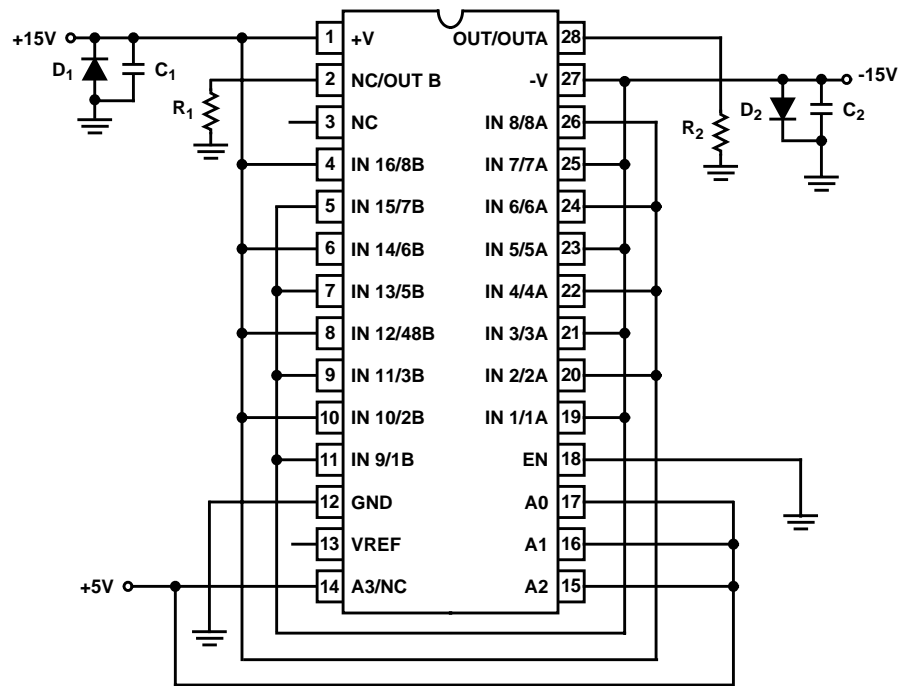 +15V
D1
C1
R1
1 +V OUT/OUTA 28
2 NC/OUT B -V 27
3 NC IN 8/8A 26
4 IN 16/8B IN 7/7A 25
5 IN 15/7B IN 6/6A 24
6 IN 14/6B IN 5/5A 23
7 IN 13/5B IN 4/4A 22
8 IN 12/48B IN 3/3A 21
9 IN 11/3B IN 2/2A 20
10 IN 10/2B IN 1/1A 19
11 IN 9/1B EN 18
12 GND A0 17
13 VREF A1 16
14 A3/NC A2 15
-15V
R2
D2
C2
+5V